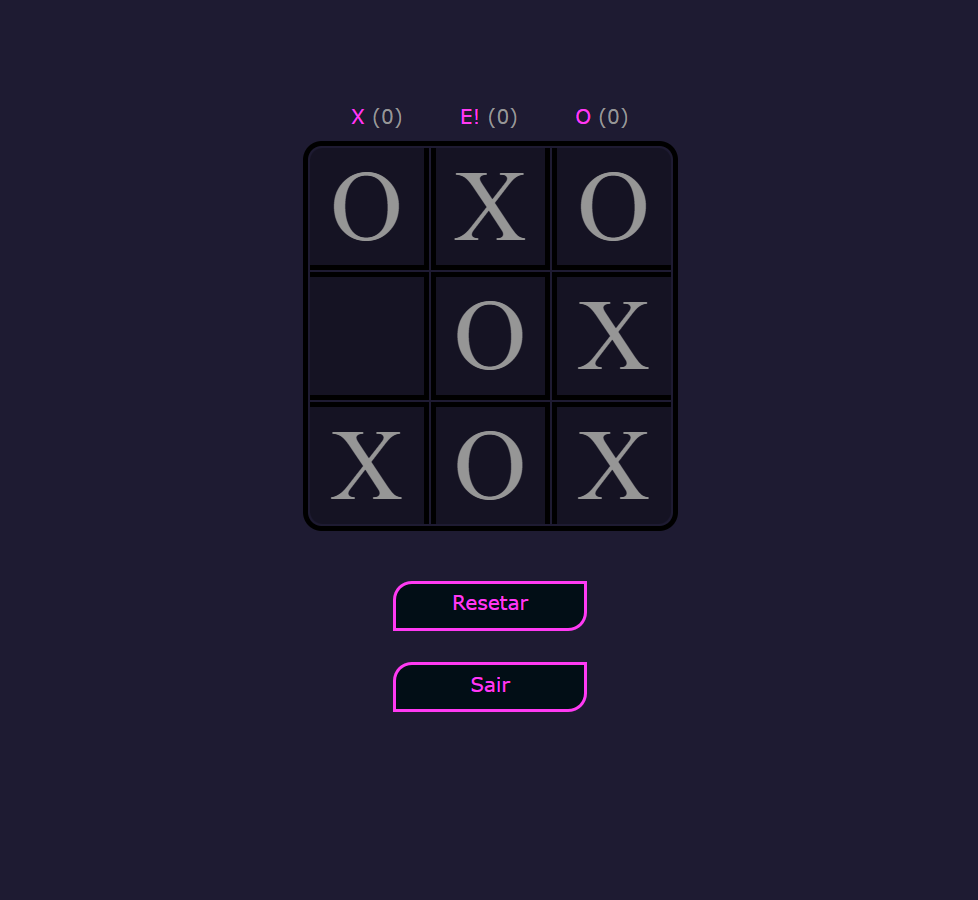 X (0) E! (0) O (0)
O X O
O X
X O X
Resetar
Sair